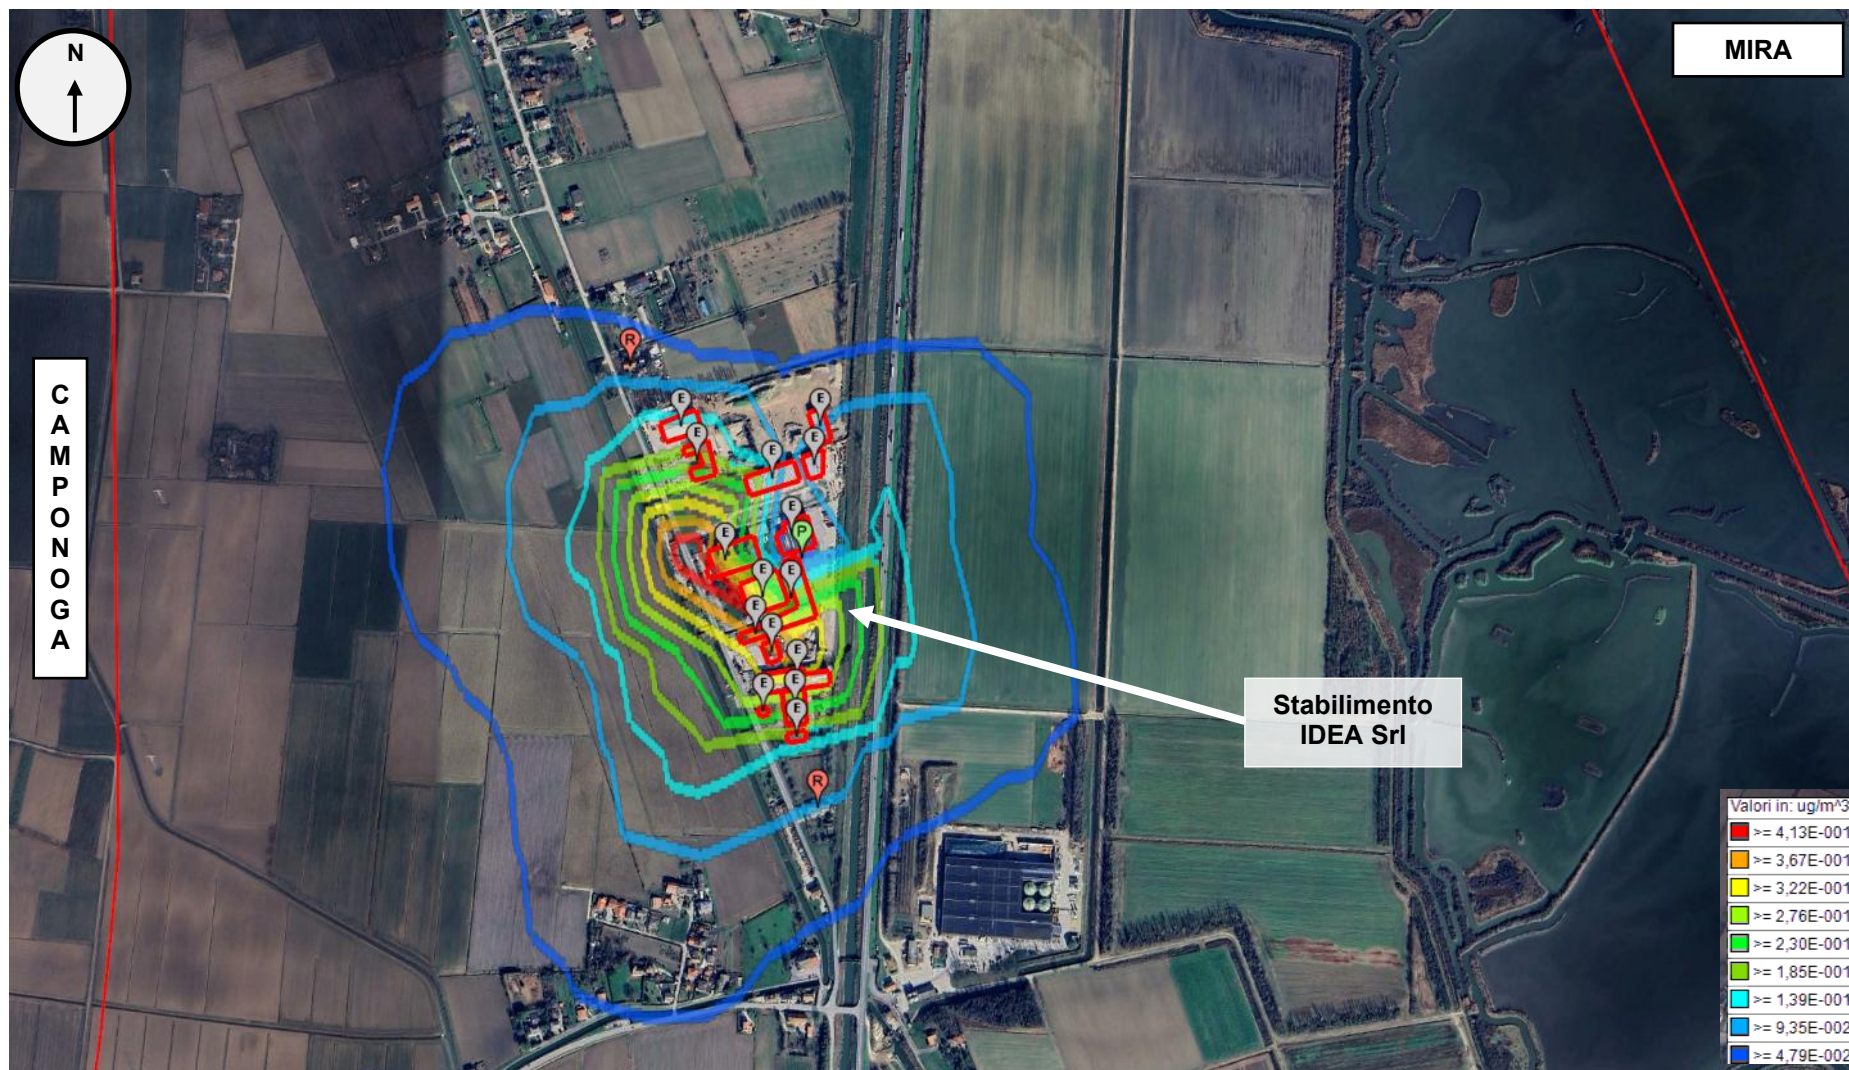 N
MIRA
C
A
M
P
O
N
O
G
A
R
E
E
E
E
E
E
P
E
E
E
E
E
E
E
E
E
R
Stabilimento
IDEA Srl
Valori in: ug/m^3
>= 4,13E-001
>= 3,67E-001
>= 3,22E-001
>= 2,76E-001
>= 2,30E-001
>= 1,85E-001
>= 1,39E-001
>= 9,35E-002
>= 4,79E-002